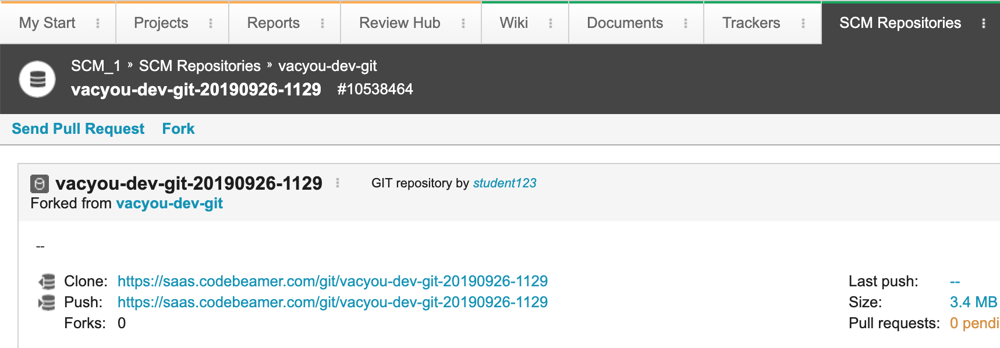 My Start Projects Reports Review Hub Wiki Documents Trackers SCM Repositories
SCM_1 » SCM Repositories » vacyou-dev-git
vacyou-dev-git-20190926-1129 #10538464
Send Pull Request Fork
vacyou-dev-git-20190926-1129 GIT repository by student123
Forked from vacyou-dev-git
--
Clone: https://saas.codebeamer.com/git/vacyou-dev-git-20190926-1129 Last push: --
Push: https://saas.codebeamer.com/git/vacyou-dev-git-20190926-1129 Size: 3.4 MB
Forks: 0 Pull requests: 0 pendi